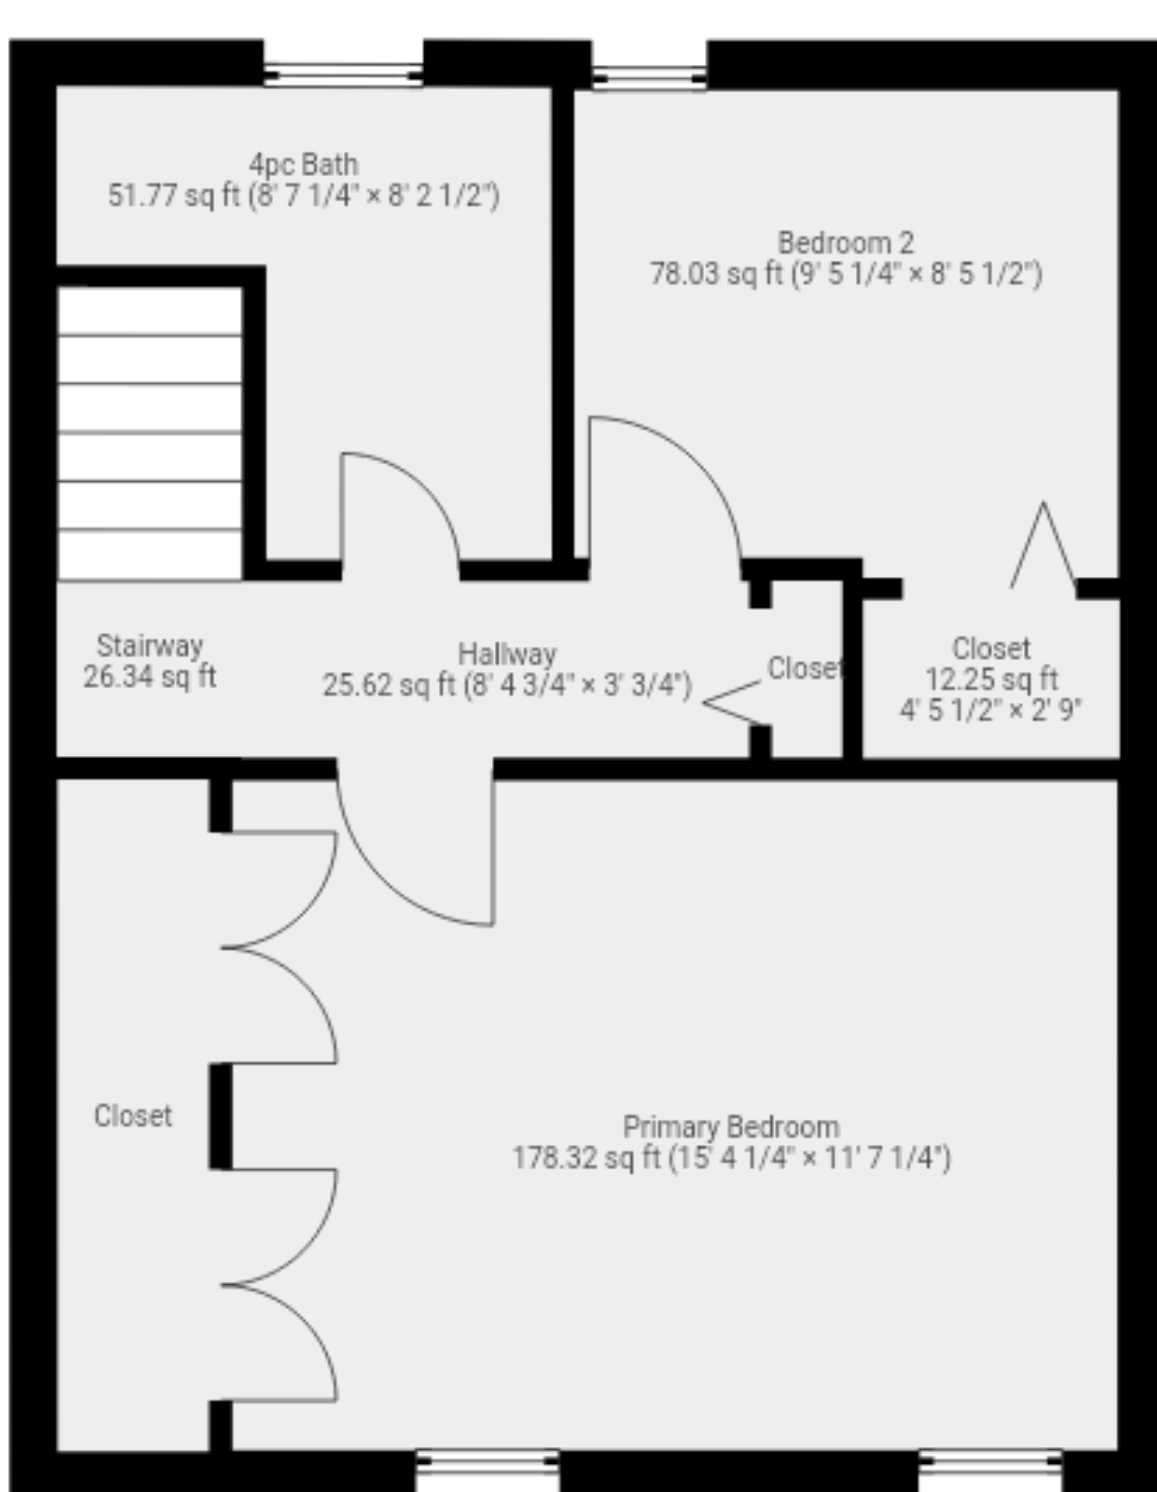 4pc Bath
51.77 sq ft (8' 7 1/4" × 8' 2 1/2")
Bedroom 2
78.03 sq ft (9' 5 1/4" × 8' 5 1/2")
Stairway
26.34 sq ft
Hallway
25.62 sq ft (8' 4 3/4" × 3' 3/4")
Closet
Closet
12.25 sq ft
4' 5 1/2" × 2' 9"
Closet
Primary Bedroom
178.32 sq ft (15' 4 1/4" × 11' 7 1/4")